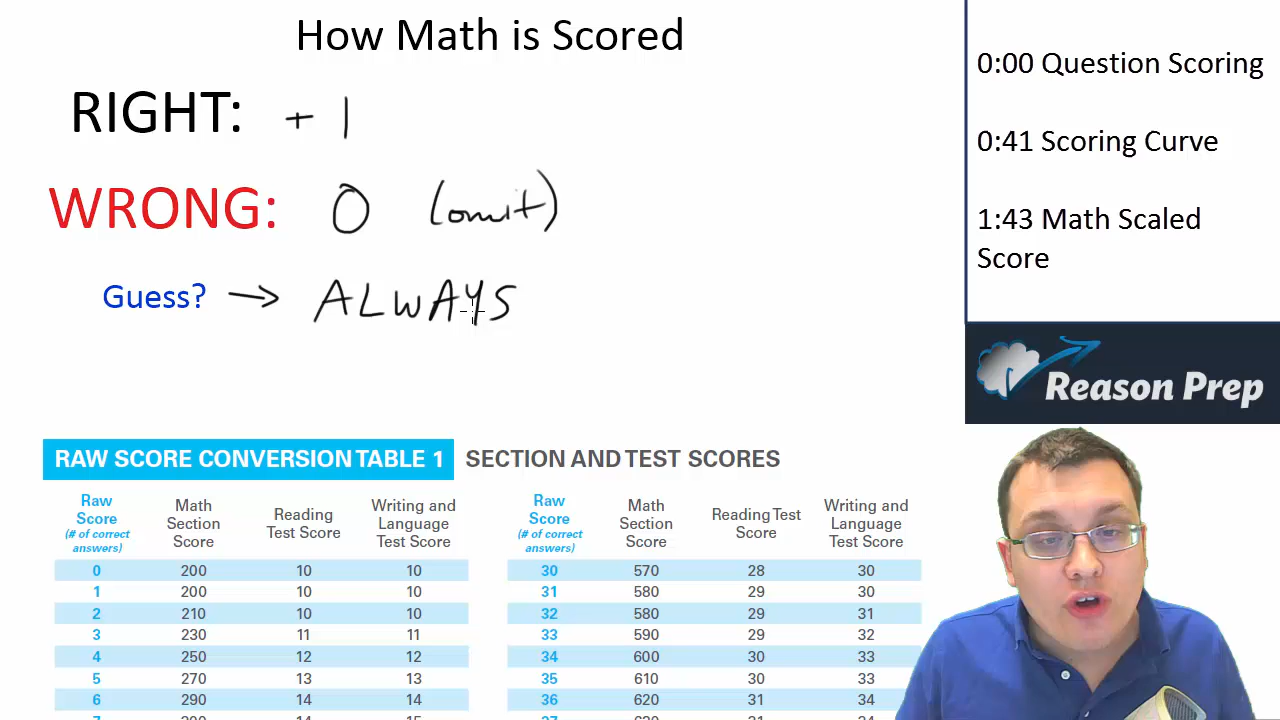 How Math is Scored
RIGHT: + 1
WRONG: 0 (omit)
Guess? → ALWAYS
0:00 Question Scoring
0:41 Scoring Curve
1:43 Math Scaled
Score
Reason Prep
RAW SCORE CONVERSION TABLE 1 SECTION AND TEST SCORES
Raw Score (# of correct answers) Math Section Score Reading Test Score Writing and Language Test Score
0 200 10 10
1 200 10 10
2 210 10 10
3 230 11 11
4 250 12 12
5 270 13 13
6 290 14 14
Raw Score (# of correct answers) Math Section Score Reading Test Score Writing and Language Test Score
30 570 28 30
31 580 29 30
32 580 29 31
33 590 29 32
34 600 30 33
35 610 30 33
36 620 31 34